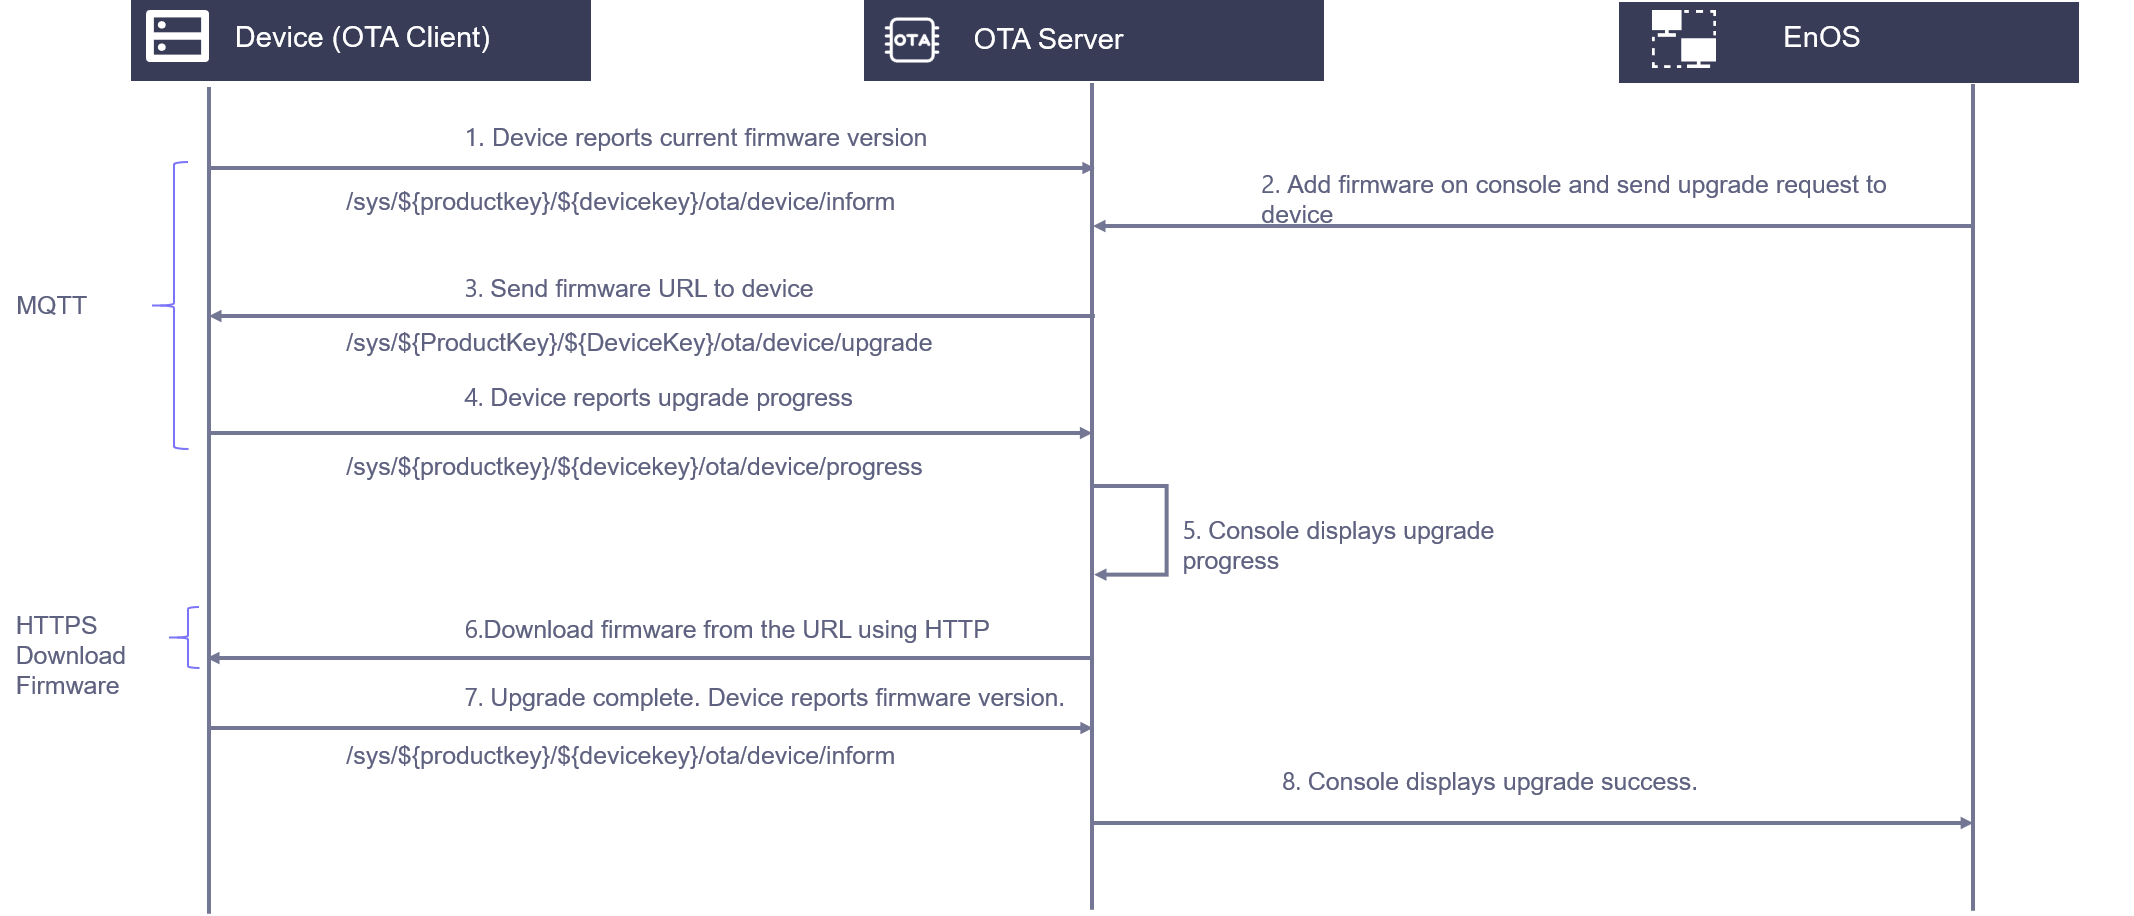 Device (OTA Client)
OTA
OTA Server
EnOS
1. Device reports current firmware version
/sys/${productkey}/${devicekey}/ota/device/inform
2. Add firmware on console and send upgrade request to
device
3. Send firmware URL to device
MQTT
/sys/${ProductKey}/${DeviceKey}/ota/device/upgrade
4. Device reports upgrade progress
/sys/${productkey}/${devicekey}/ota/device/progress
5. Console displays upgrade
progress
HTTPS
Download
Firmware
6.Download firmware from the URL using HTTP
7. Upgrade complete. Device reports firmware version.
/sys/${productkey}/${devicekey}/ota/device/inform
8. Console displays upgrade success.